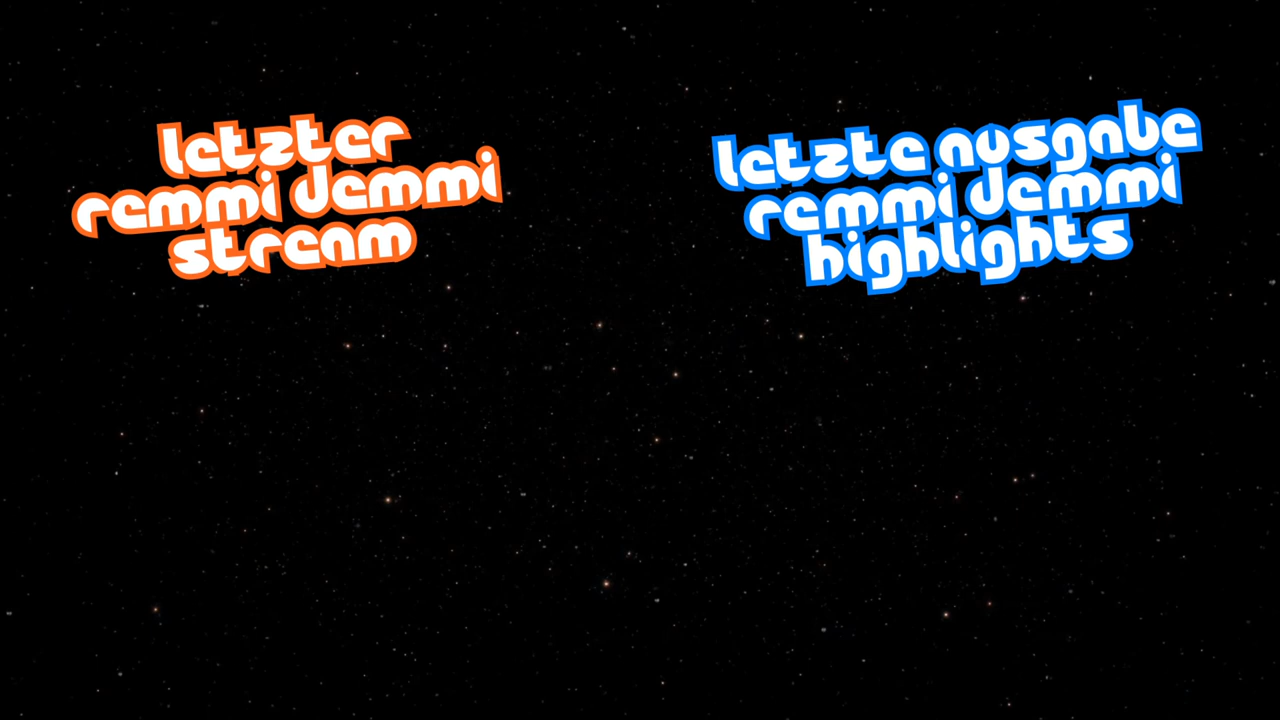 letzter
remmi demmi
stream
letzte ausgabe
remmi demmi
highlights